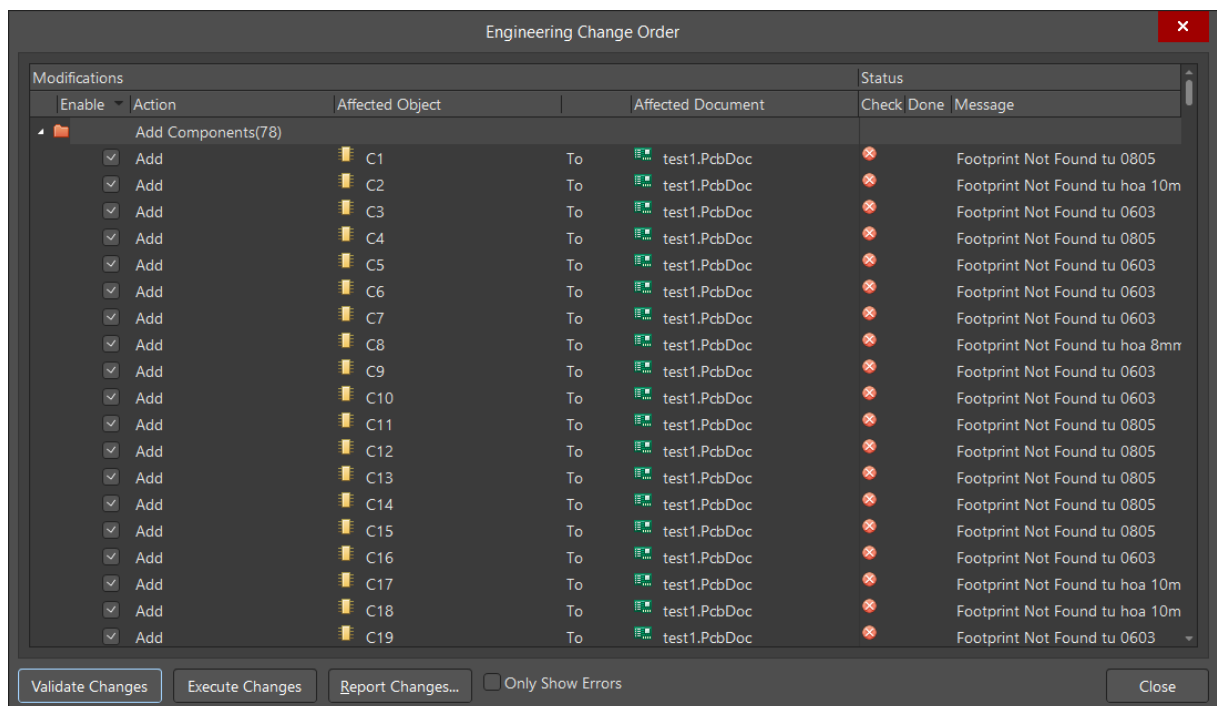 Engineering Change Order
Modifications Status
Enable Action Affected Object Affected Document Check Done Message
Add Components(78)
Add C1 To test1.PcbDoc Footprint Not Found tu 0805
Add C2 To test1.PcbDoc Footprint Not Found tu hoa 10m
Add C3 To test1.PcbDoc Footprint Not Found tu 0603
Add C4 To test1.PcbDoc Footprint Not Found tu 0805
Add C5 To test1.PcbDoc Footprint Not Found tu 0603
Add C6 To test1.PcbDoc Footprint Not Found tu 0603
Add C7 To test1.PcbDoc Footprint Not Found tu 0603
Add C8 To test1.PcbDoc Footprint Not Found tu hoa 8mm
Add C9 To test1.PcbDoc Footprint Not Found tu 0603
Add C10 To test1.PcbDoc Footprint Not Found tu 0603
Add C11 To test1.PcbDoc Footprint Not Found tu 0805
Add C12 To test1.PcbDoc Footprint Not Found tu 0805
Add C13 To test1.PcbDoc Footprint Not Found tu 0805
Add C14 To test1.PcbDoc Footprint Not Found tu 0805
Add C15 To test1.PcbDoc Footprint Not Found tu 0805
Add C16 To test1.PcbDoc Footprint Not Found tu 0603
Add C17 To test1.PcbDoc Footprint Not Found tu hoa 10m
Add C18 To test1.PcbDoc Footprint Not Found tu hoa 10m
Add C19 To test1.PcbDoc Footprint Not Found tu 0603
Validate Changes Execute Changes Report Changes... Only Show Errors Close